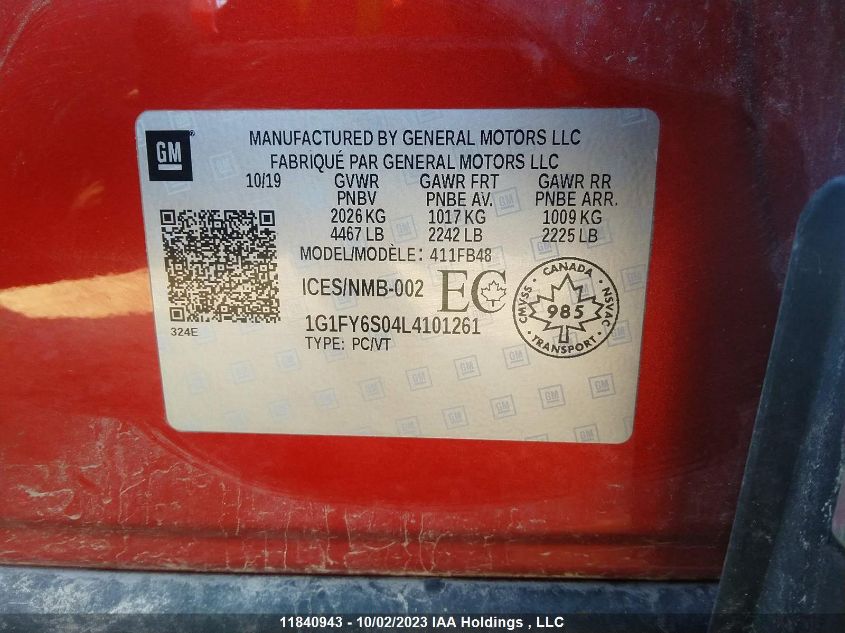 GM
MANUFACTURED BY GENERAL MOTORS LLC
FABRIQUÉ PAR GENERAL MOTORS LLC
10/19 GVWR GAWR FRT GAWR RR
PNBV PNBE AV. PNBE ARR.
2026 KG 1017 KG 1009 KG
4467 LB 2242 LB 2225 LB
MODEL/MODÈLE: 411FB48
ICES/NMB-002 EC
CANADA
CMVSS 985 NSVAC
TRANSPORT
324E
1G1FY6S04L4101261
TYPE: PC/VT
11840943 - 10/02/2023 IAA Holdings , LLC